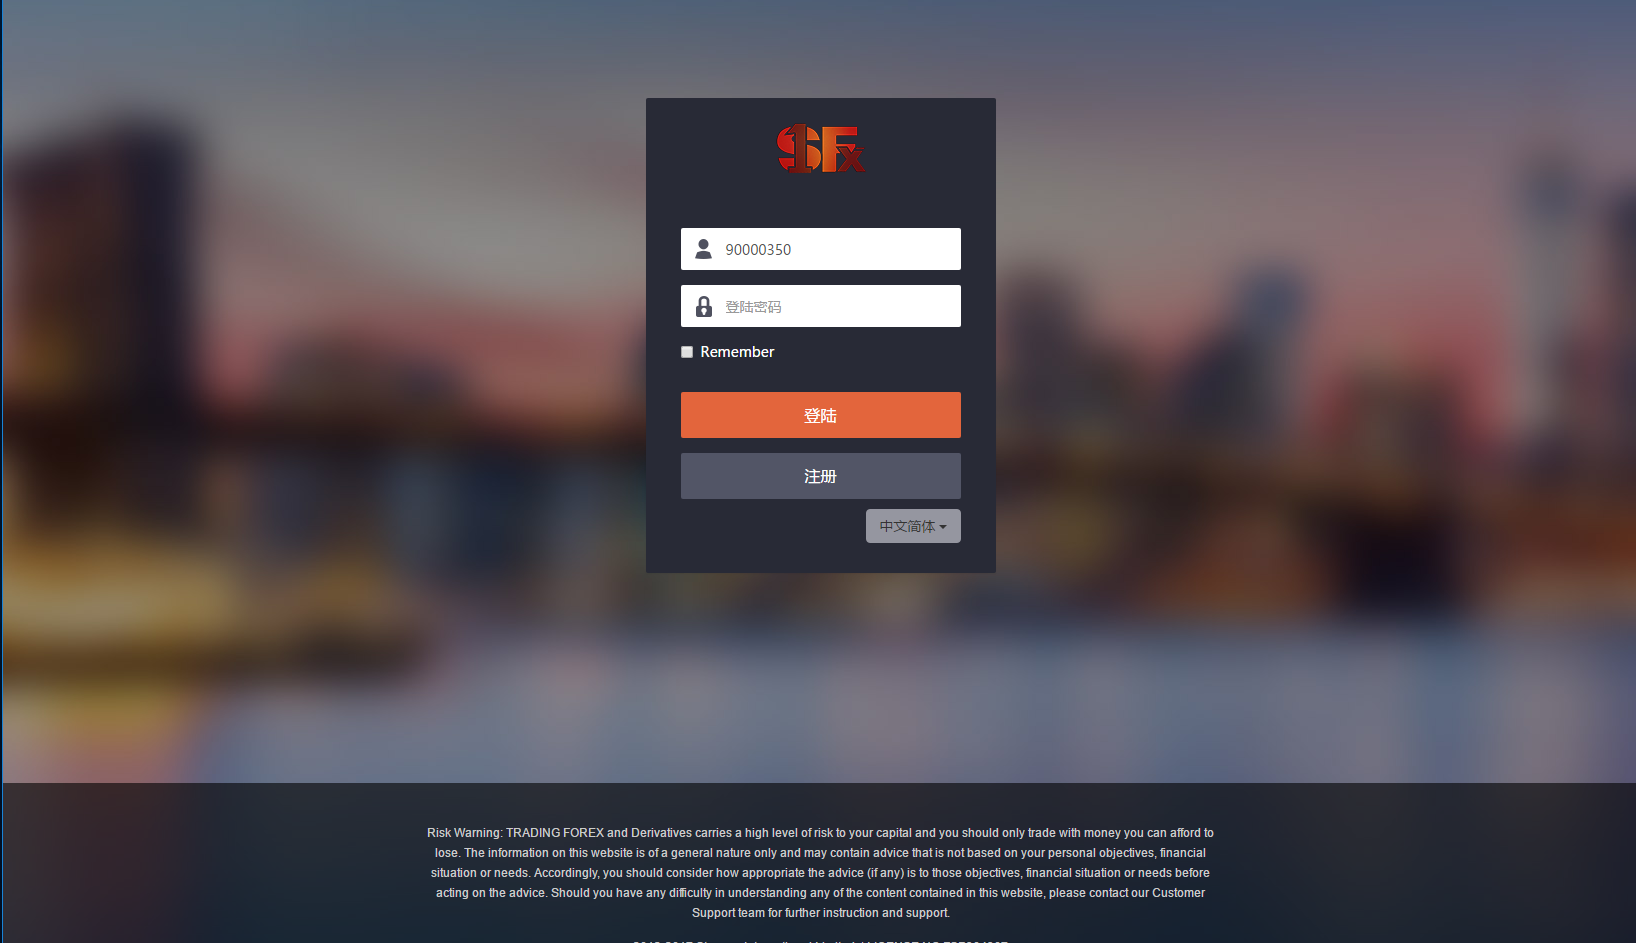 $1Fx
90000350
登陆密码
Remember
登陆
注册
中文简体
Risk Warning: TRADING FOREX and Derivatives carries a high level of risk to your capital and you should only trade with money you can afford to
lose. The information on this website is of a general nature only and may contain advice that is not based on your personal objectives, financial
situation or needs. Accordingly, you should consider how appropriate the advice (if any) is to those objectives, financial situation or needs before
acting on the advice. Should you have any difficulty in understanding any of the content contained in this website, please contact our Customer
Support team for further instruction and support.